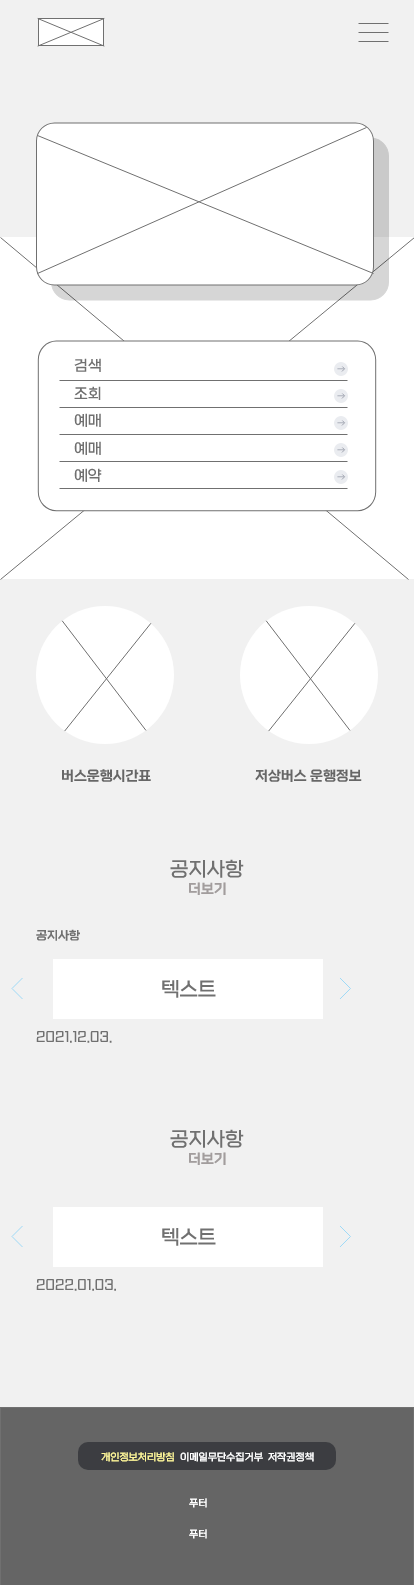 검색
조회
예매
예매
예약
버스운행시간표
저상버스 운행정보
공지사항
더보기
공지사항
텍스트
2021.12.03.
공지사항
더보기
텍스트
2022.01.03.
개인정보처리방침 이메일무단수집거부 저작권정책
푸터
푸터